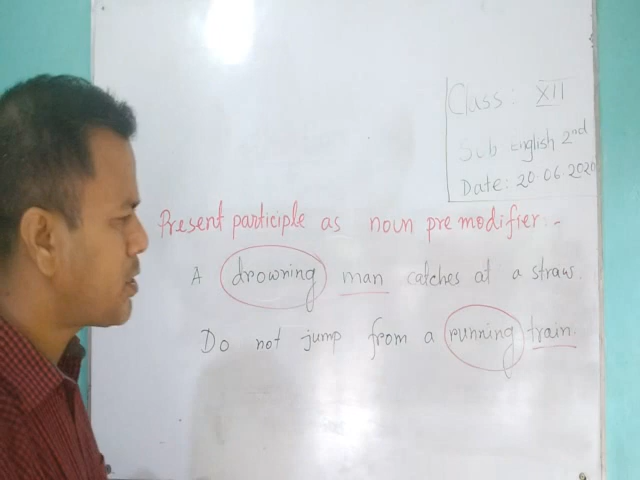 Class: XII
Sub English 2nd
Date: 20.06.2020
Present participle as noun pre modifier:-
A drowning man catches at a straw.
Do not jump from a running train.